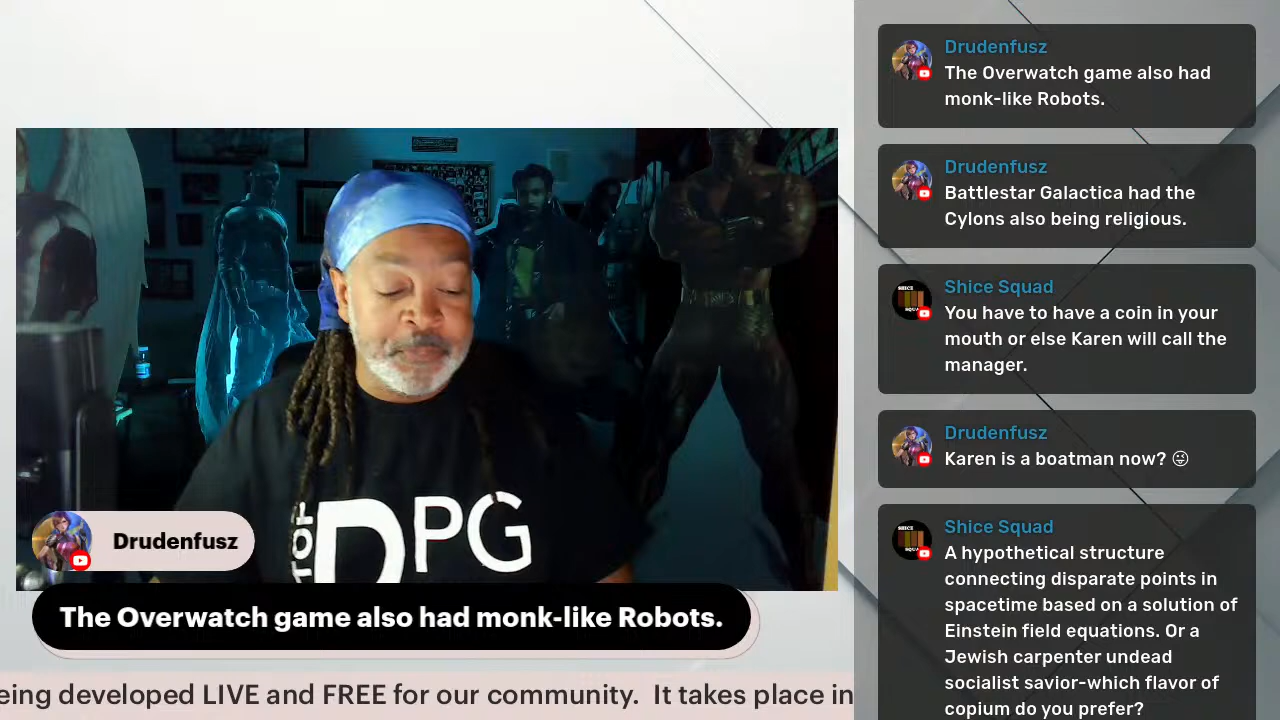 TOP
DPG
Drudenfusz
The Overwatch game also had monk-like Robots.
eing developed LIVE and FREE for our community.  It takes place in
Drudenfusz
The Overwatch game also had
monk-like Robots.
Drudenfusz
Battlestar Galactica had the
Cylons also being religious.
Shice Squad
You have to have a coin in your
mouth or else Karen will call the
manager.
Drudenfusz
Karen is a boatman now? 😜
Shice Squad
A hypothetical structure
connecting disparate points in
spacetime based on a solution of
Einstein field equations. Or a
Jewish carpenter undead
socialist savior-which flavor of
copium do you prefer?